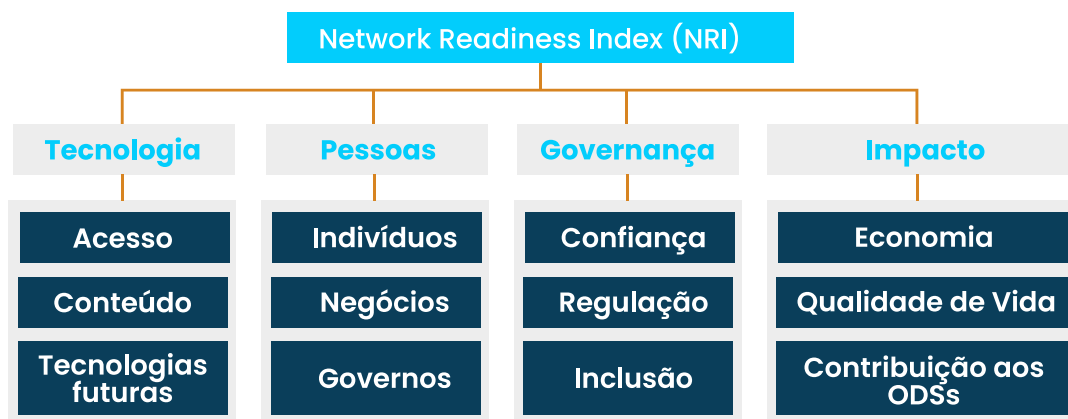 Network Readiness Index (NRI)
Tecnologia
Pessoas
Governança
Impacto
Acesso
Indivíduos
Confiança
Economia
Conteúdo
Negócios
Regulação
Qualidade de Vida
Tecnologias
futuras
Governos
Inclusão
Contribuição aos
ODSs